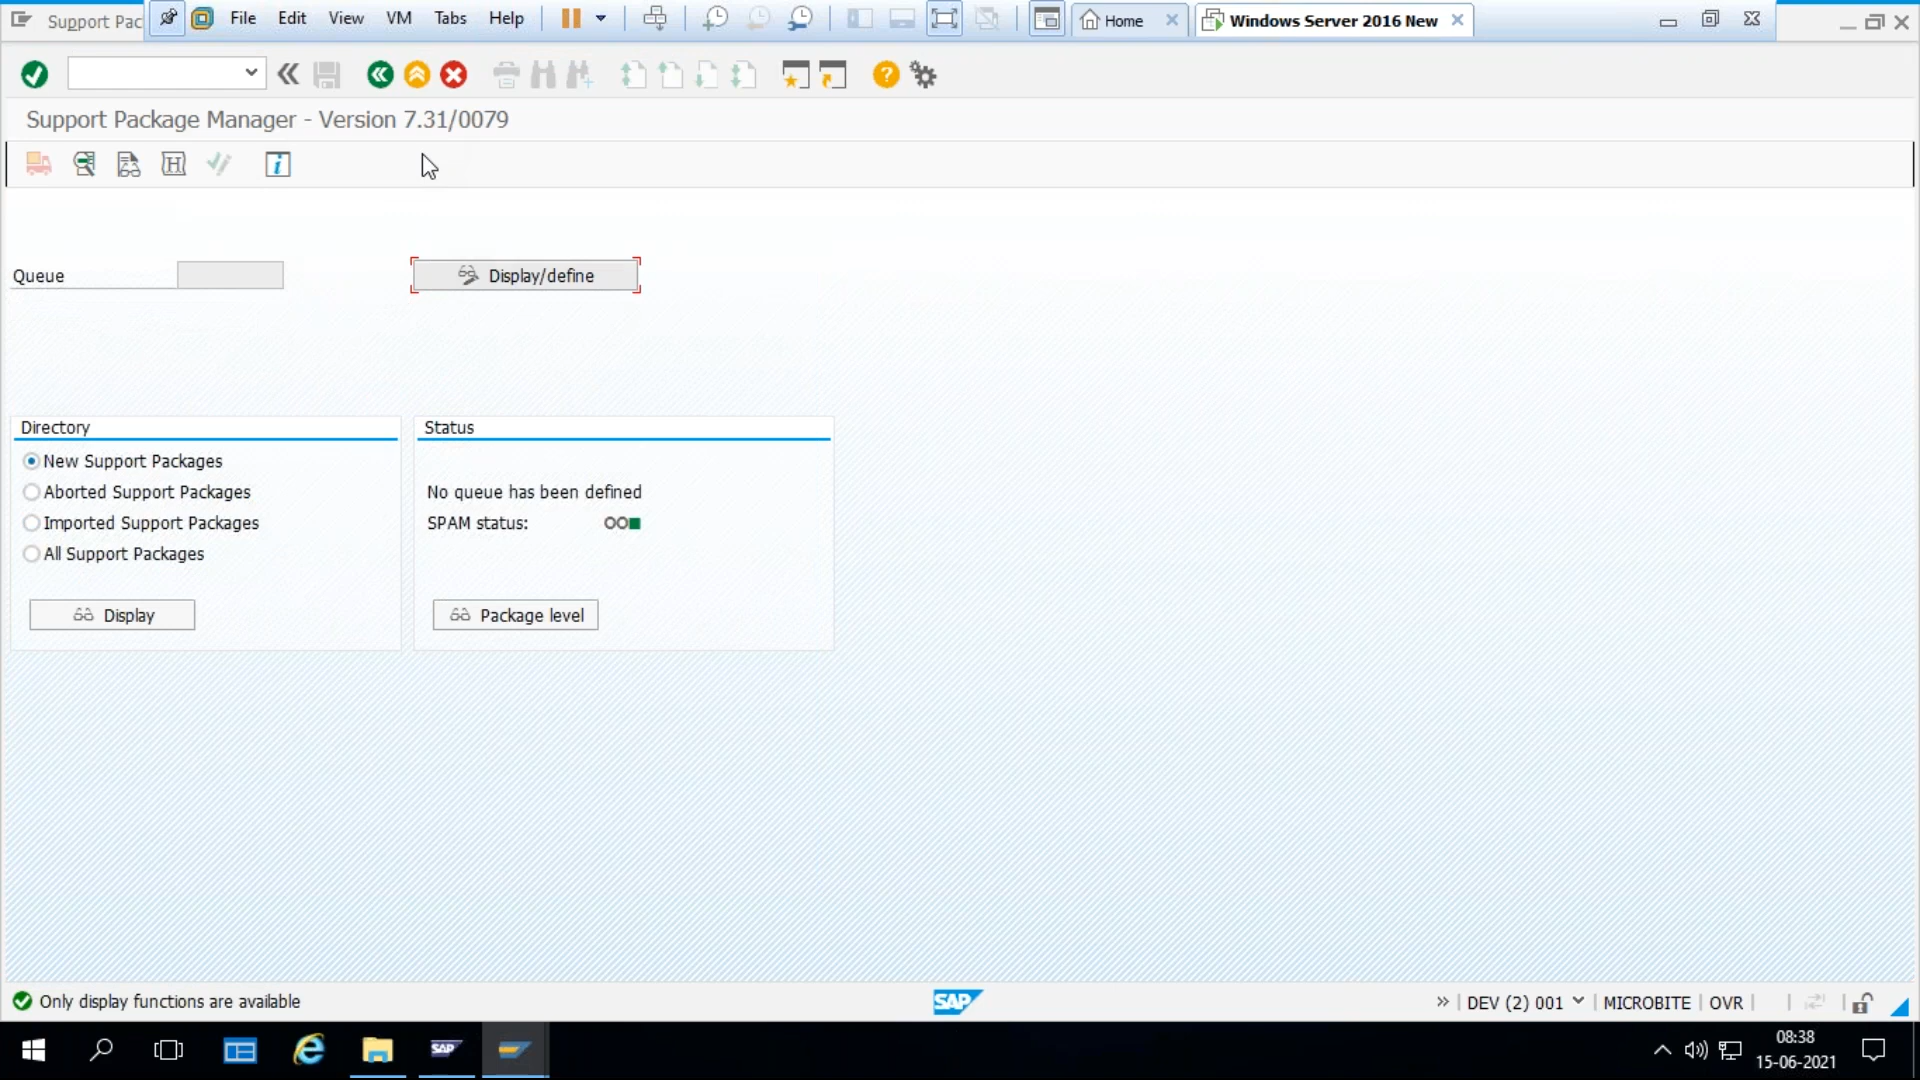 Support Pac
File Edit View VM Tabs Help
Home
Windows Server 2016 New
Support Package Manager - Version 7.31/0079
Queue
Display/define
Directory
New Support Packages
Aborted Support Packages
Imported Support Packages
All Support Packages
Display
Status
No queue has been defined
SPAM status:
Package level
Only display functions are available
SAP
DEV (2) 001
MICROBITE
OVR
SAP
08:38
15-06-2021